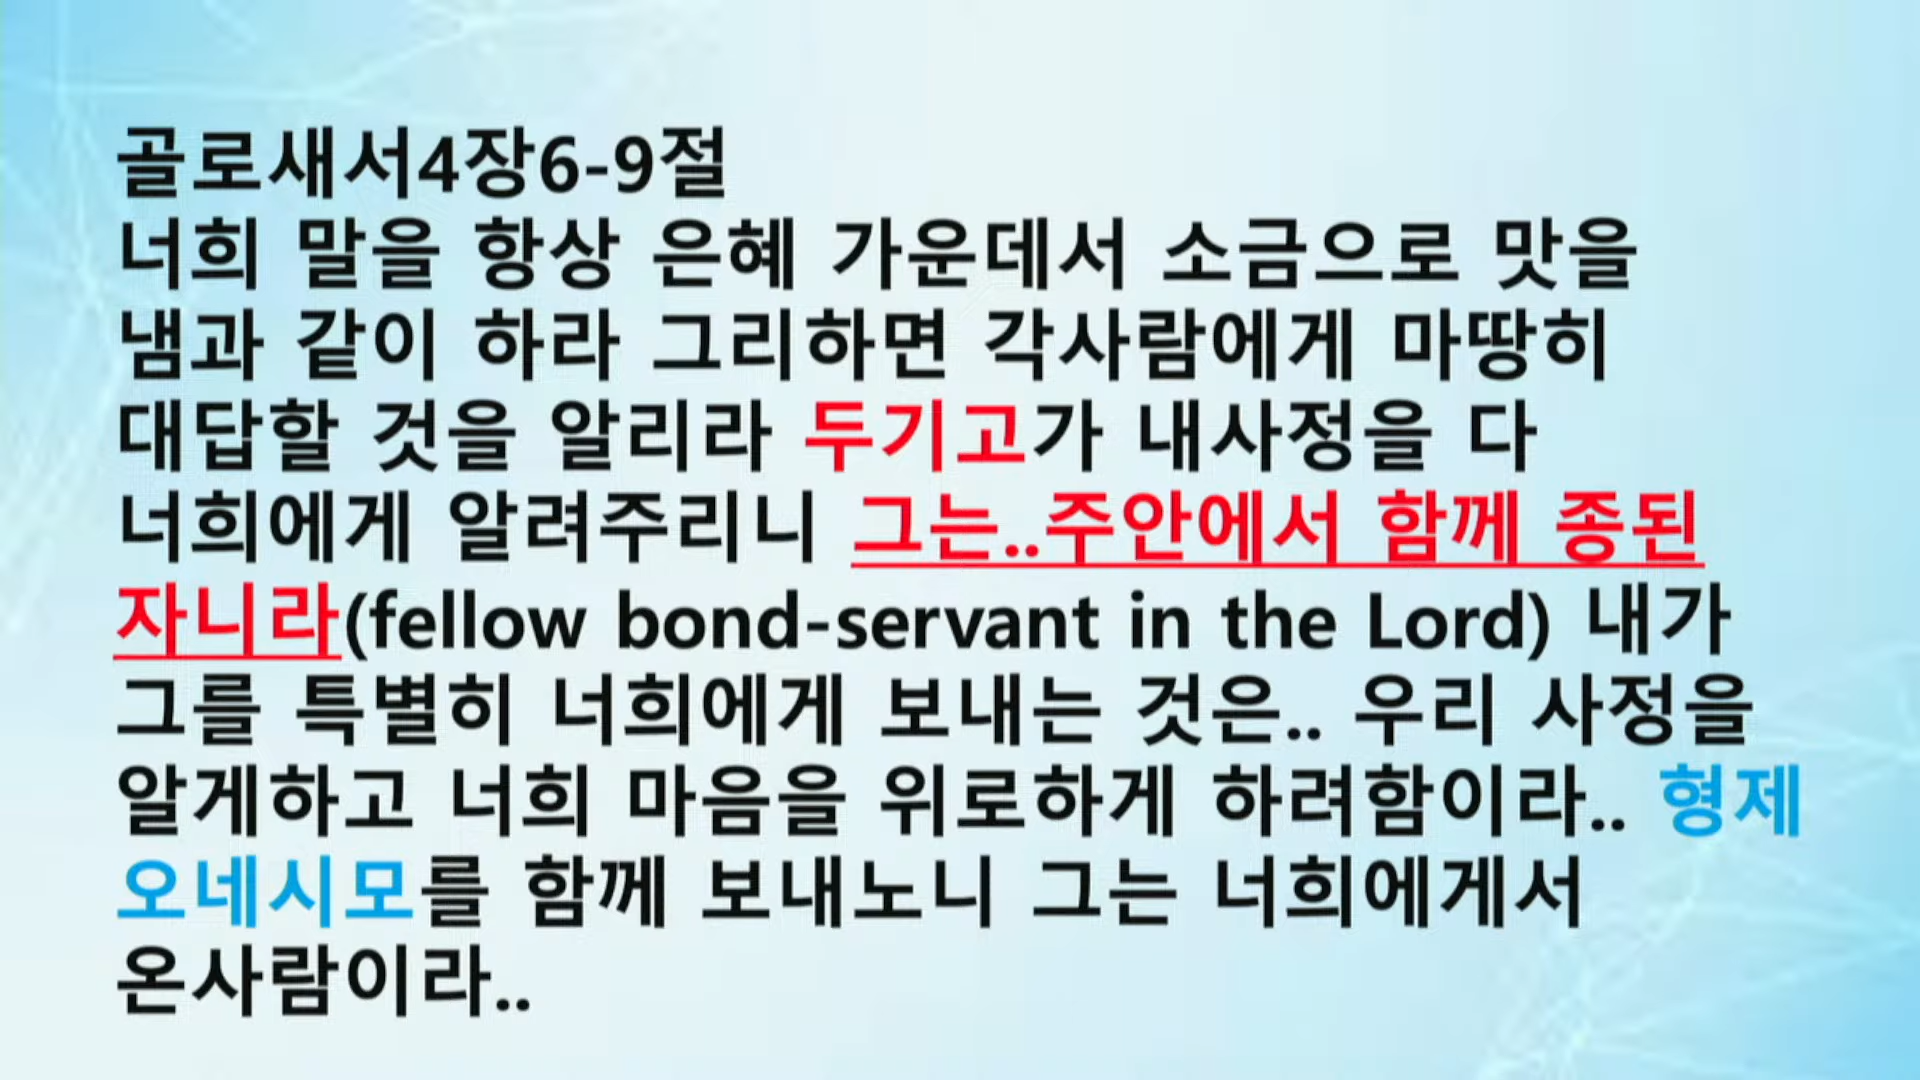 골로새서4장6-9절
너희 말을 항상 은혜 가운데서 소금으로 맛을
냄과 같이 하라 그리하면 각사람에게 마땅히
대답할 것을 알리라 두기고가 내사정을 다
너희에게 알려주리니 그는..주안에서 함께 종된
자니라(fellow bond-servant in the Lord) 내가
그를 특별히 너희에게 보내는 것은.. 우리 사정을
알게하고 너희 마음을 위로하게 하려함이라.. 형제
오네시모를 함께 보내노니 그는 너희에게서
온사람이라..